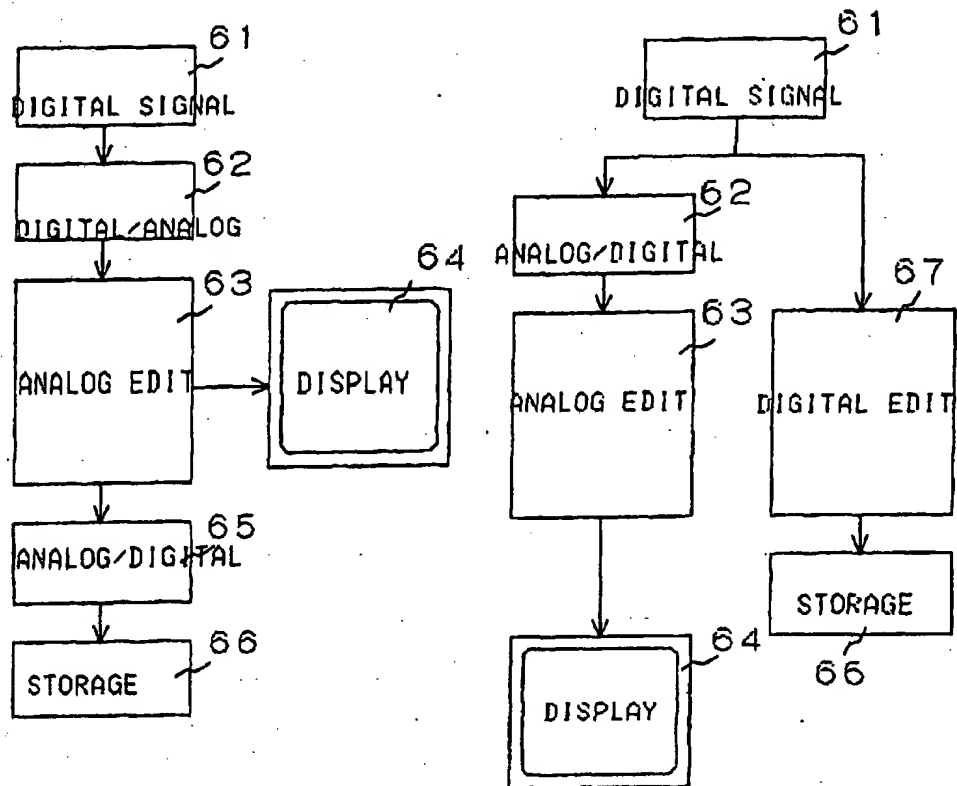 61
DIGITAL SIGNAL
62
DIGITAL/ANALOG
63
ANALOG EDIT
64
DISPLAY
65
ANALOG/DIGITAL
66
STORAGE
61
DIGITAL SIGNAL
62
ANALOG/DIGITAL
63
ANALOG EDIT
67
DIGITAL EDIT
STORAGE
66
64
DISPLAY